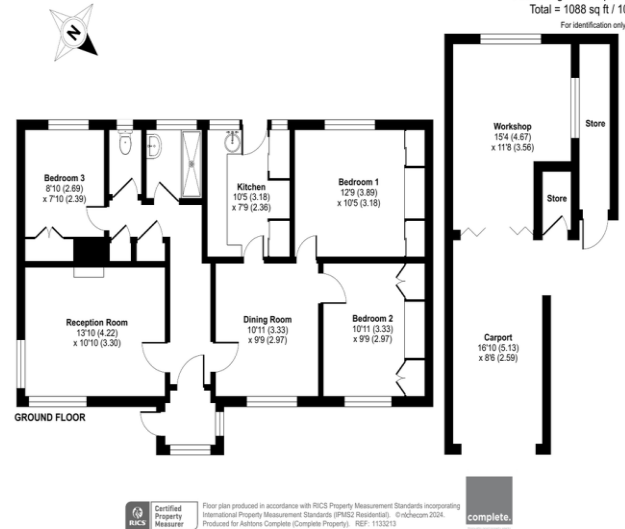 Total = 1088 sq ft / 10
For identification only
N
Workshop
15'4 (4.67)
x 11'8 (3.56)
Store
Bedroom 3
8'10 (2.69)
x 7'10 (2.39)
Kitchen
10'5 (3.18)
x 7'9 (2.36)
Bedroom 1
12'9 (3.89)
x 10'5 (3.18)
Store
Reception Room
13'10 (4.22)
x 10'10 (3.30)
Dining Room
10'11 (3.33)
x 9'9 (2.97)
Bedroom 2
10'11 (3.33)
x 9'9 (2.97)
Carport
16'10 (5.13)
x 8'6 (2.59)
GROUND FLOOR
RICS
Certified
Property
Measurer
Floor plan produced in accordance with RICS Property Measurement Standards incorporating
International Property Measurement Standards (IPMS2 Residential). ©nichecom 2024.
Produced for Ashtons Complete (Complete Property). REF: 1133213
complete.